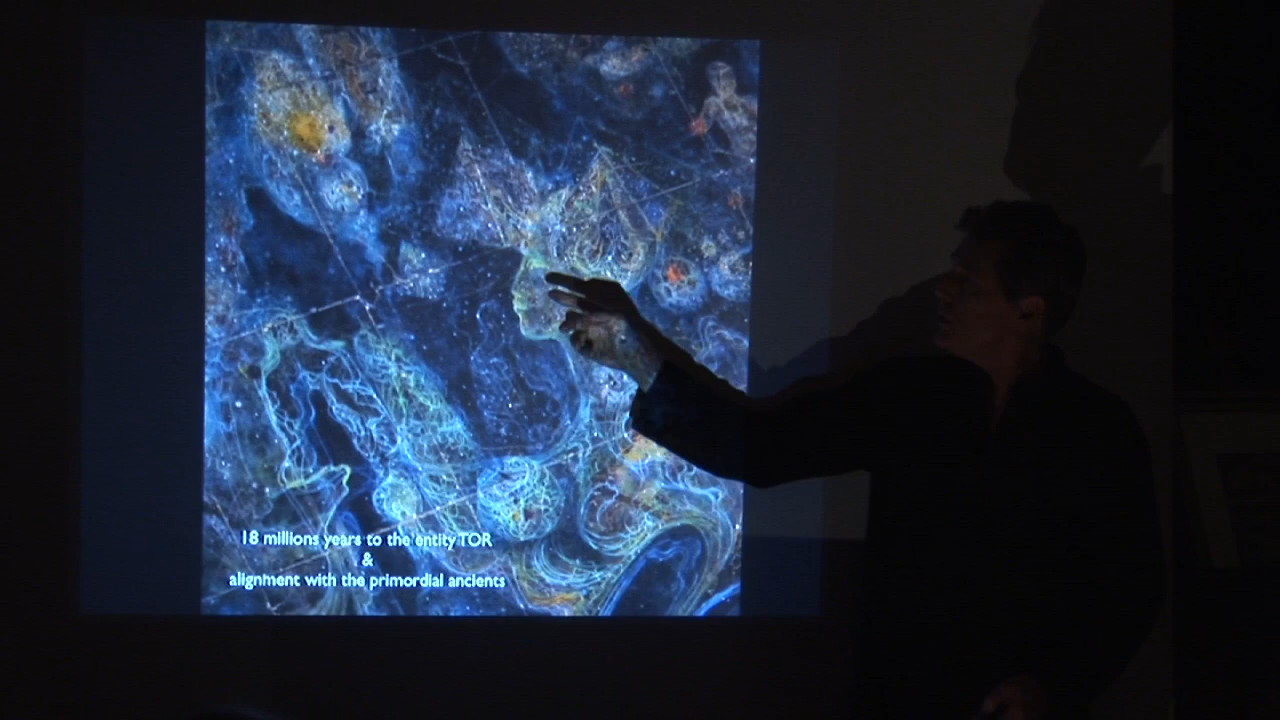 18 millions years to the entity TOR
&
alignment with the primordial ancients